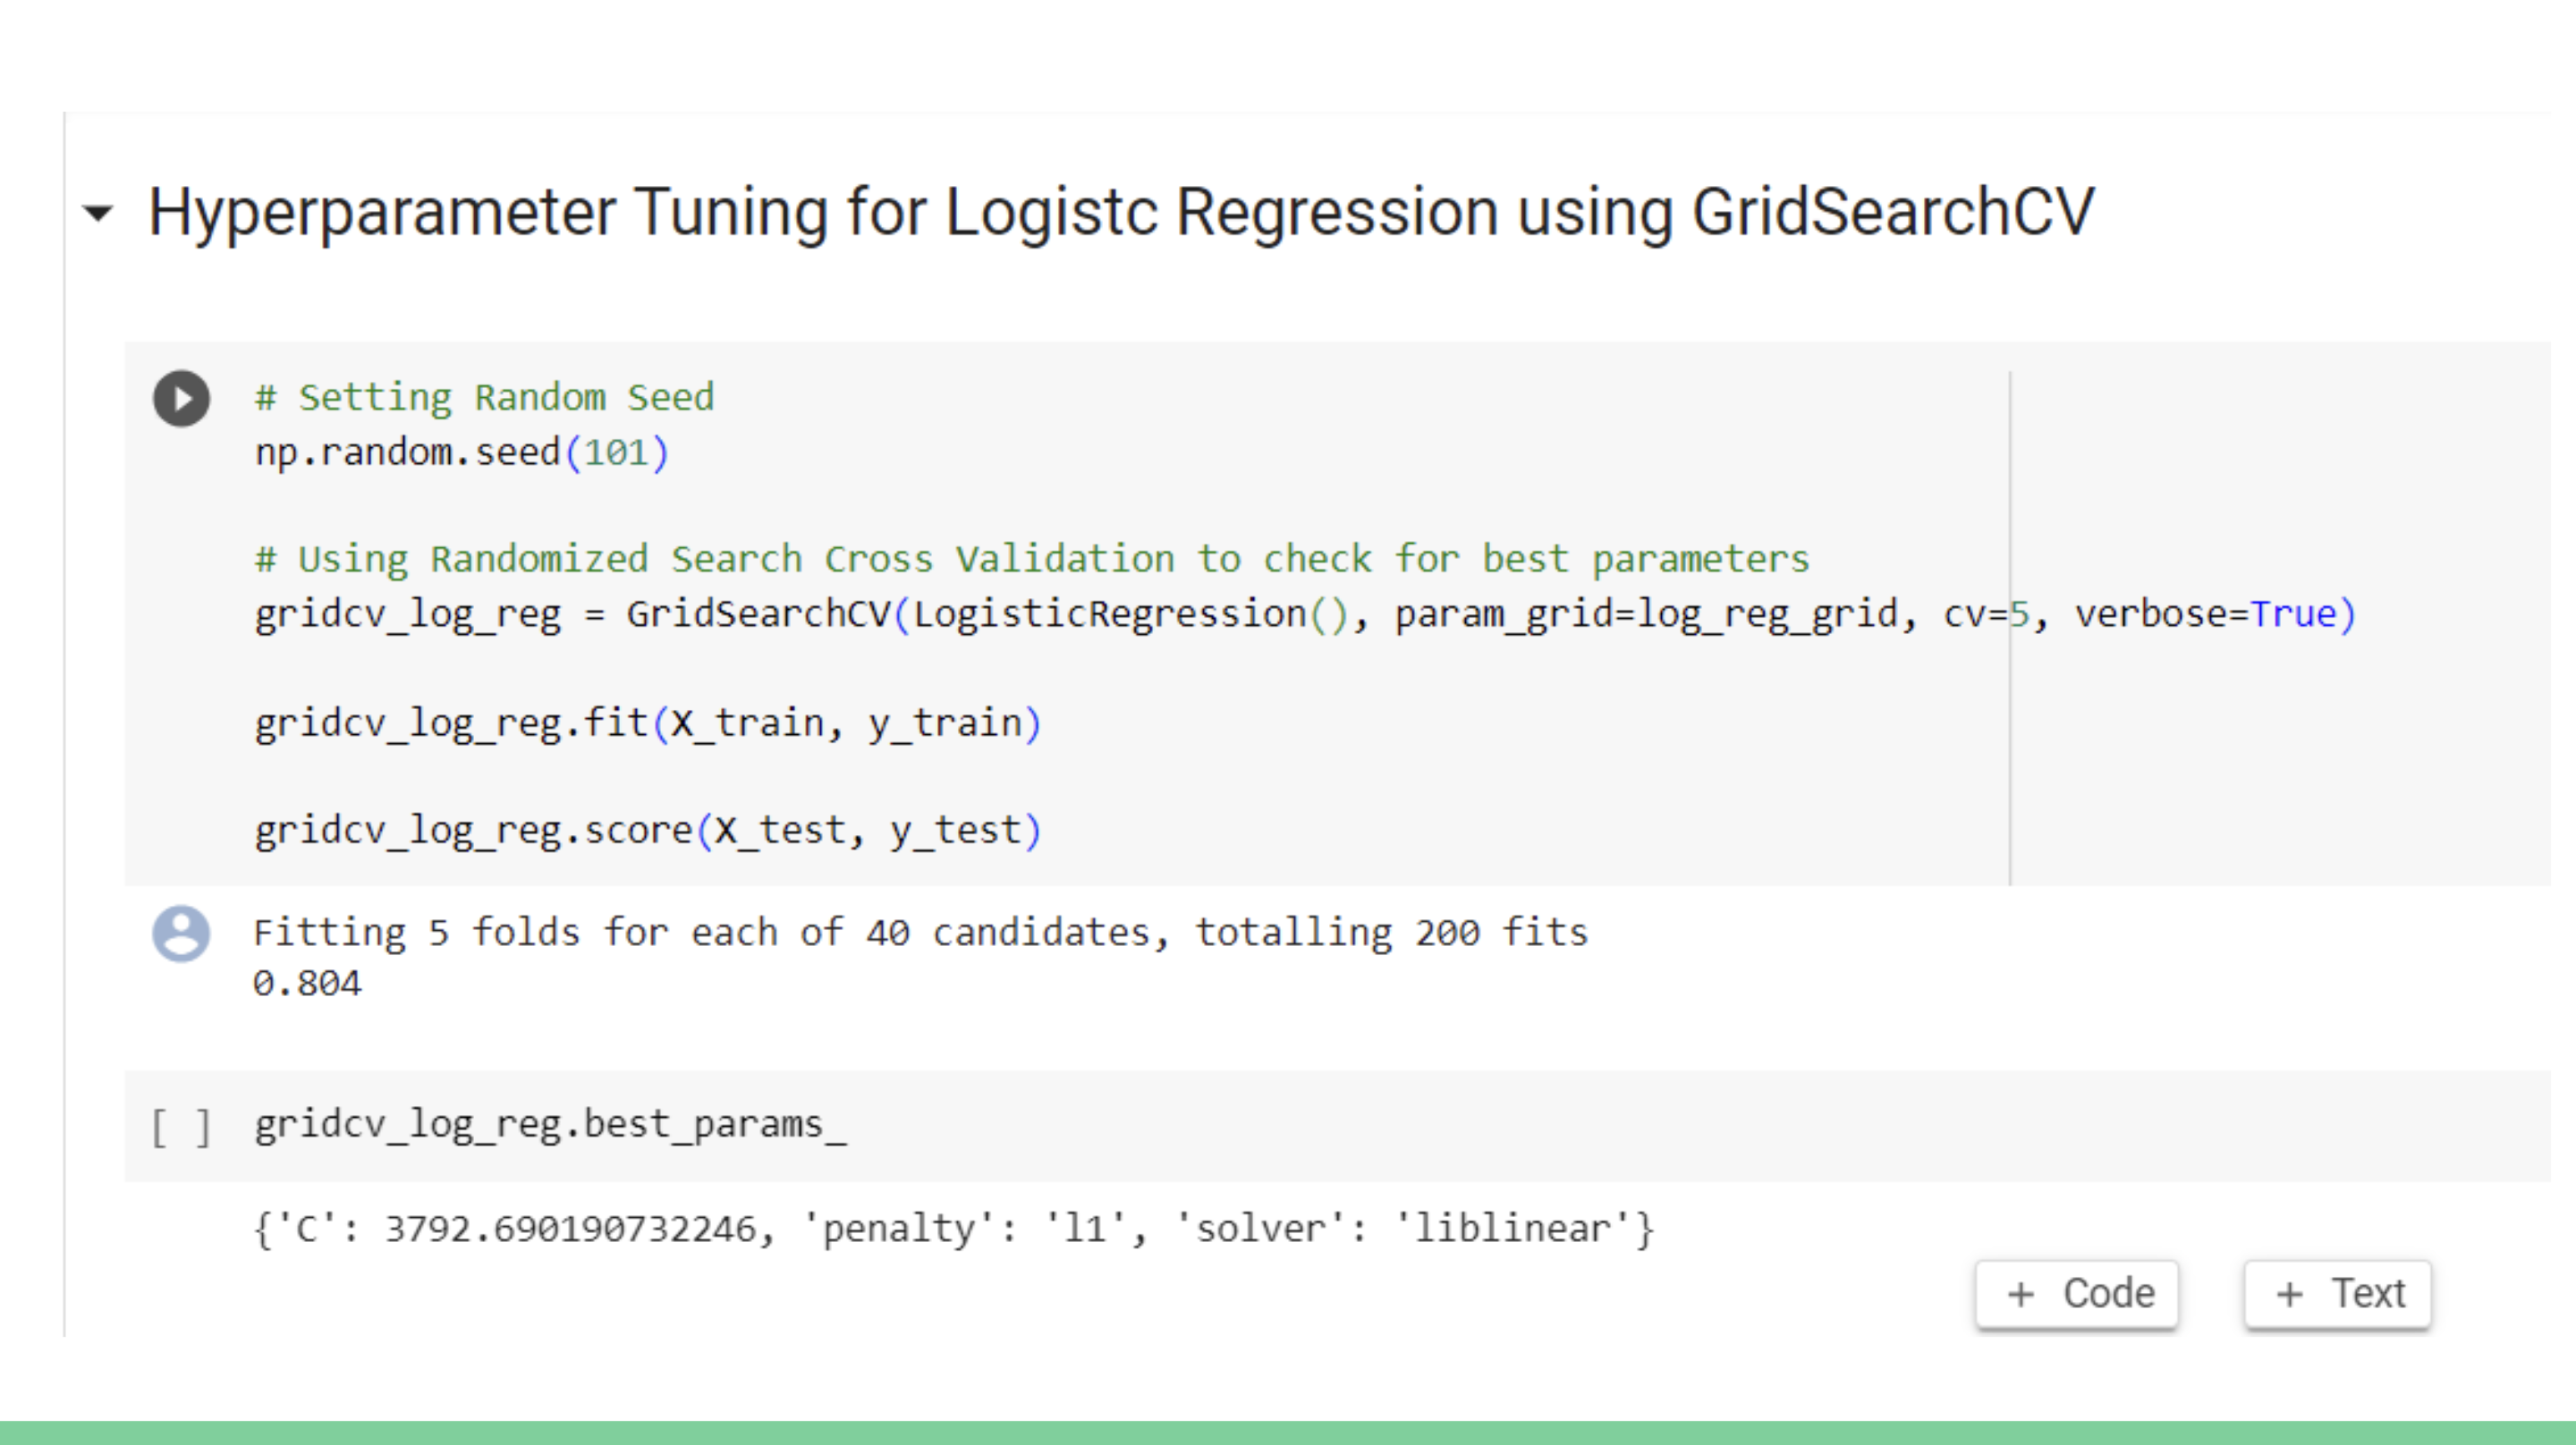 Hyperparameter Tuning for Logistc Regression using GridSearchCV
# Setting Random Seed
np.random.seed(101)
# Using Randomized Search Cross Validation to check for best parameters
gridcv_log_reg = GridSearchCV(LogisticRegression(), param_grid=log_reg_grid, cv=5, verbose=True)
gridcv_log_reg.fit(X_train, y_train)
gridcv_log_reg.score(X_test, y_test)
Fitting 5 folds for each of 40 candidates, totalling 200 fits
0.804
[ ] gridcv_log_reg.best_params_
{'C': 3792.690190732246, 'penalty': 'l1', 'solver': 'liblinear'}
+ Code + Text